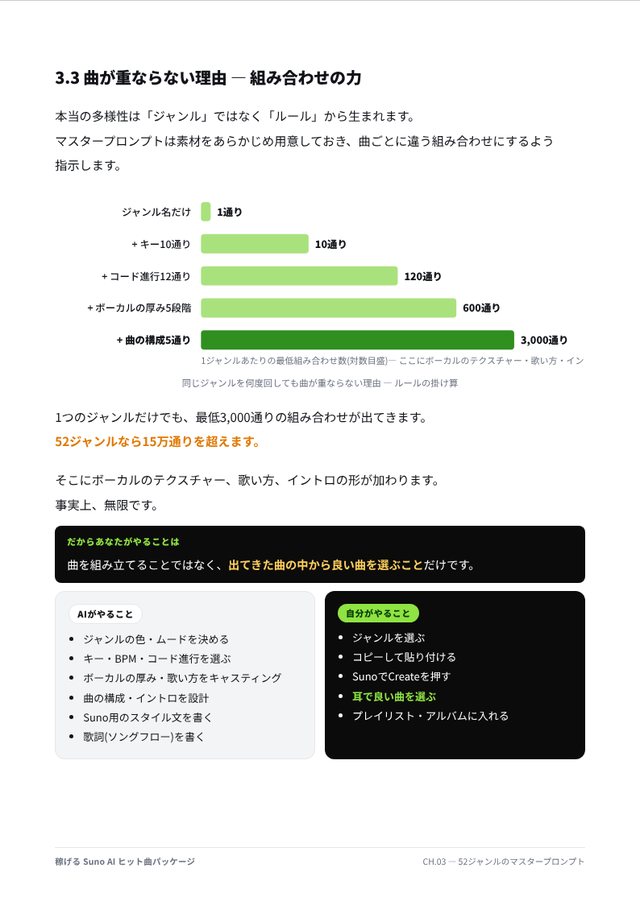 3.3 曲が重ならない理由 — 組み合わせの力
本当の多様性は「ジャンル」ではなく「ルール」から生まれます。
マスタープロンプトは素材をあらかじめ用意しておき、曲ごとに違う組み合わせにするよう
指示します。
ジャンル名だけ 1通り
+ キー10通り 10通り
+ コード進行12通り 120通り
+ ボーカルの厚み5段階 600通り
+ 曲の構成5通り 3,000通り
1ジャンルあたりの最低組み合わせ数(対数目盛)— ここにボーカルのテクスチャー・歌い方・イン
同じジャンルを何度回しても曲が重ならない理由 — ルールの掛け算
1つのジャンルだけでも、最低3,000通りの組み合わせが出てきます。
52ジャンルなら15万通りを超えます。
そこにボーカルのテクスチャー、歌い方、イントロの形が加わります。
事実上、無限です。
だからあなたがやることは
曲を組み立てることではなく、出てきた曲の中から良い曲を選ぶことだけです。
AIがやること
• ジャンルの色・ムードを決める
• キー・BPM・コード進行を選ぶ
• ボーカルの厚み・歌い方をキャスティング
• 曲の構成・イントロを設計
• Suno用のスタイル文を書く
• 歌詞(ソングフロー)を書く
自分がやること
• ジャンルを選ぶ
• コピーして貼り付ける
• SunoでCreateを押す
• 耳で良い曲を選ぶ
• プレイリスト・アルバムに入れる
稼げる Suno AI ヒット曲パッケージ
CH.03 — 52ジャンルのマスタープロンプト